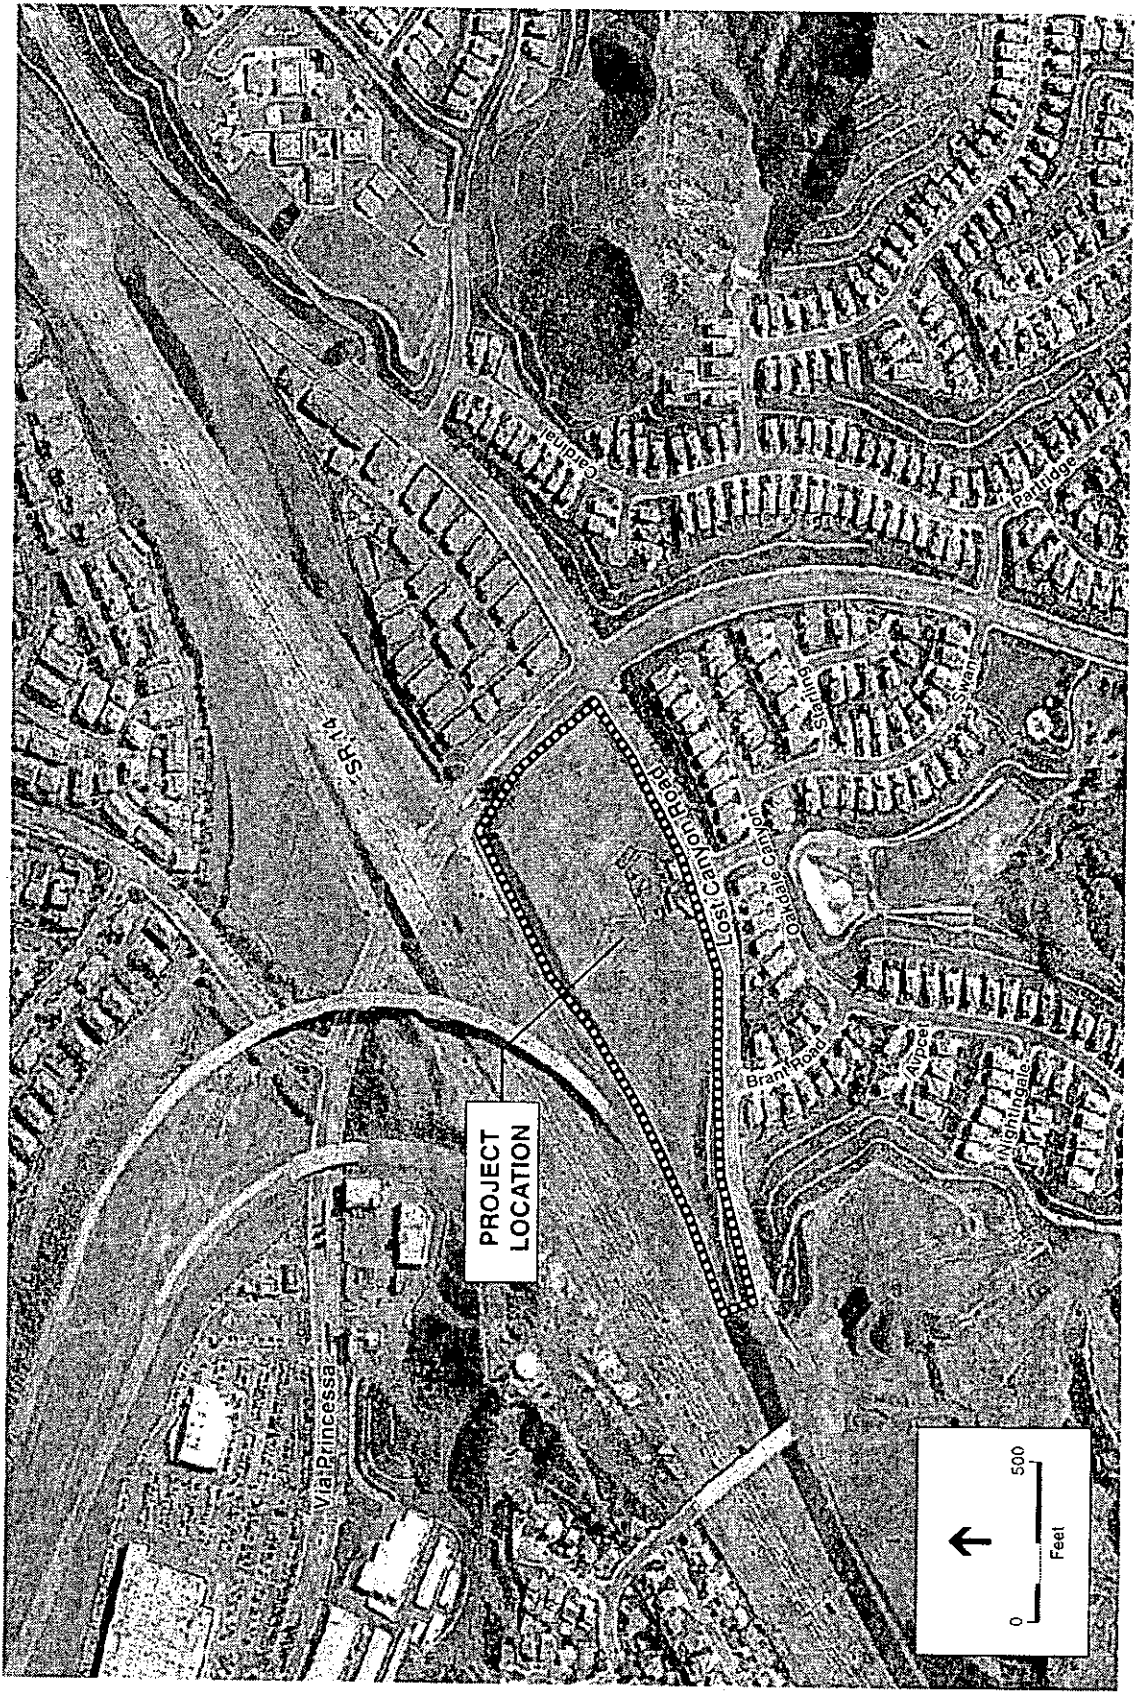 SR 14
Cardinal
Partridge
Starling
Swan
Lost Canyon Road
Oakdale Canyon
PROJECT
LOCATION
Brant Road
Nightingale
Via Princessa
0
500
Feet